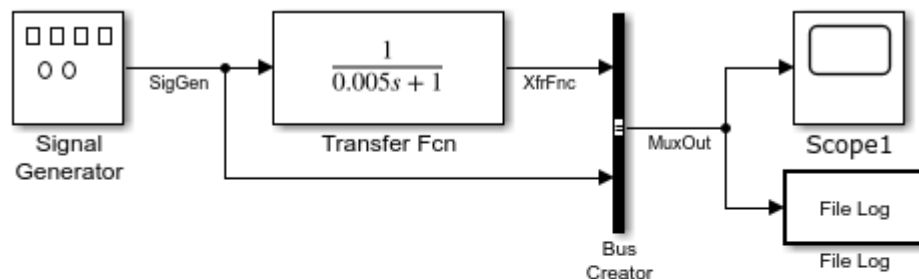 SigGen
Signal
Generator
1
0.005s + 1
Transfer Fcn
XfrFnc
MuxOut
Bus
Creator
Scope1
File Log
File Log